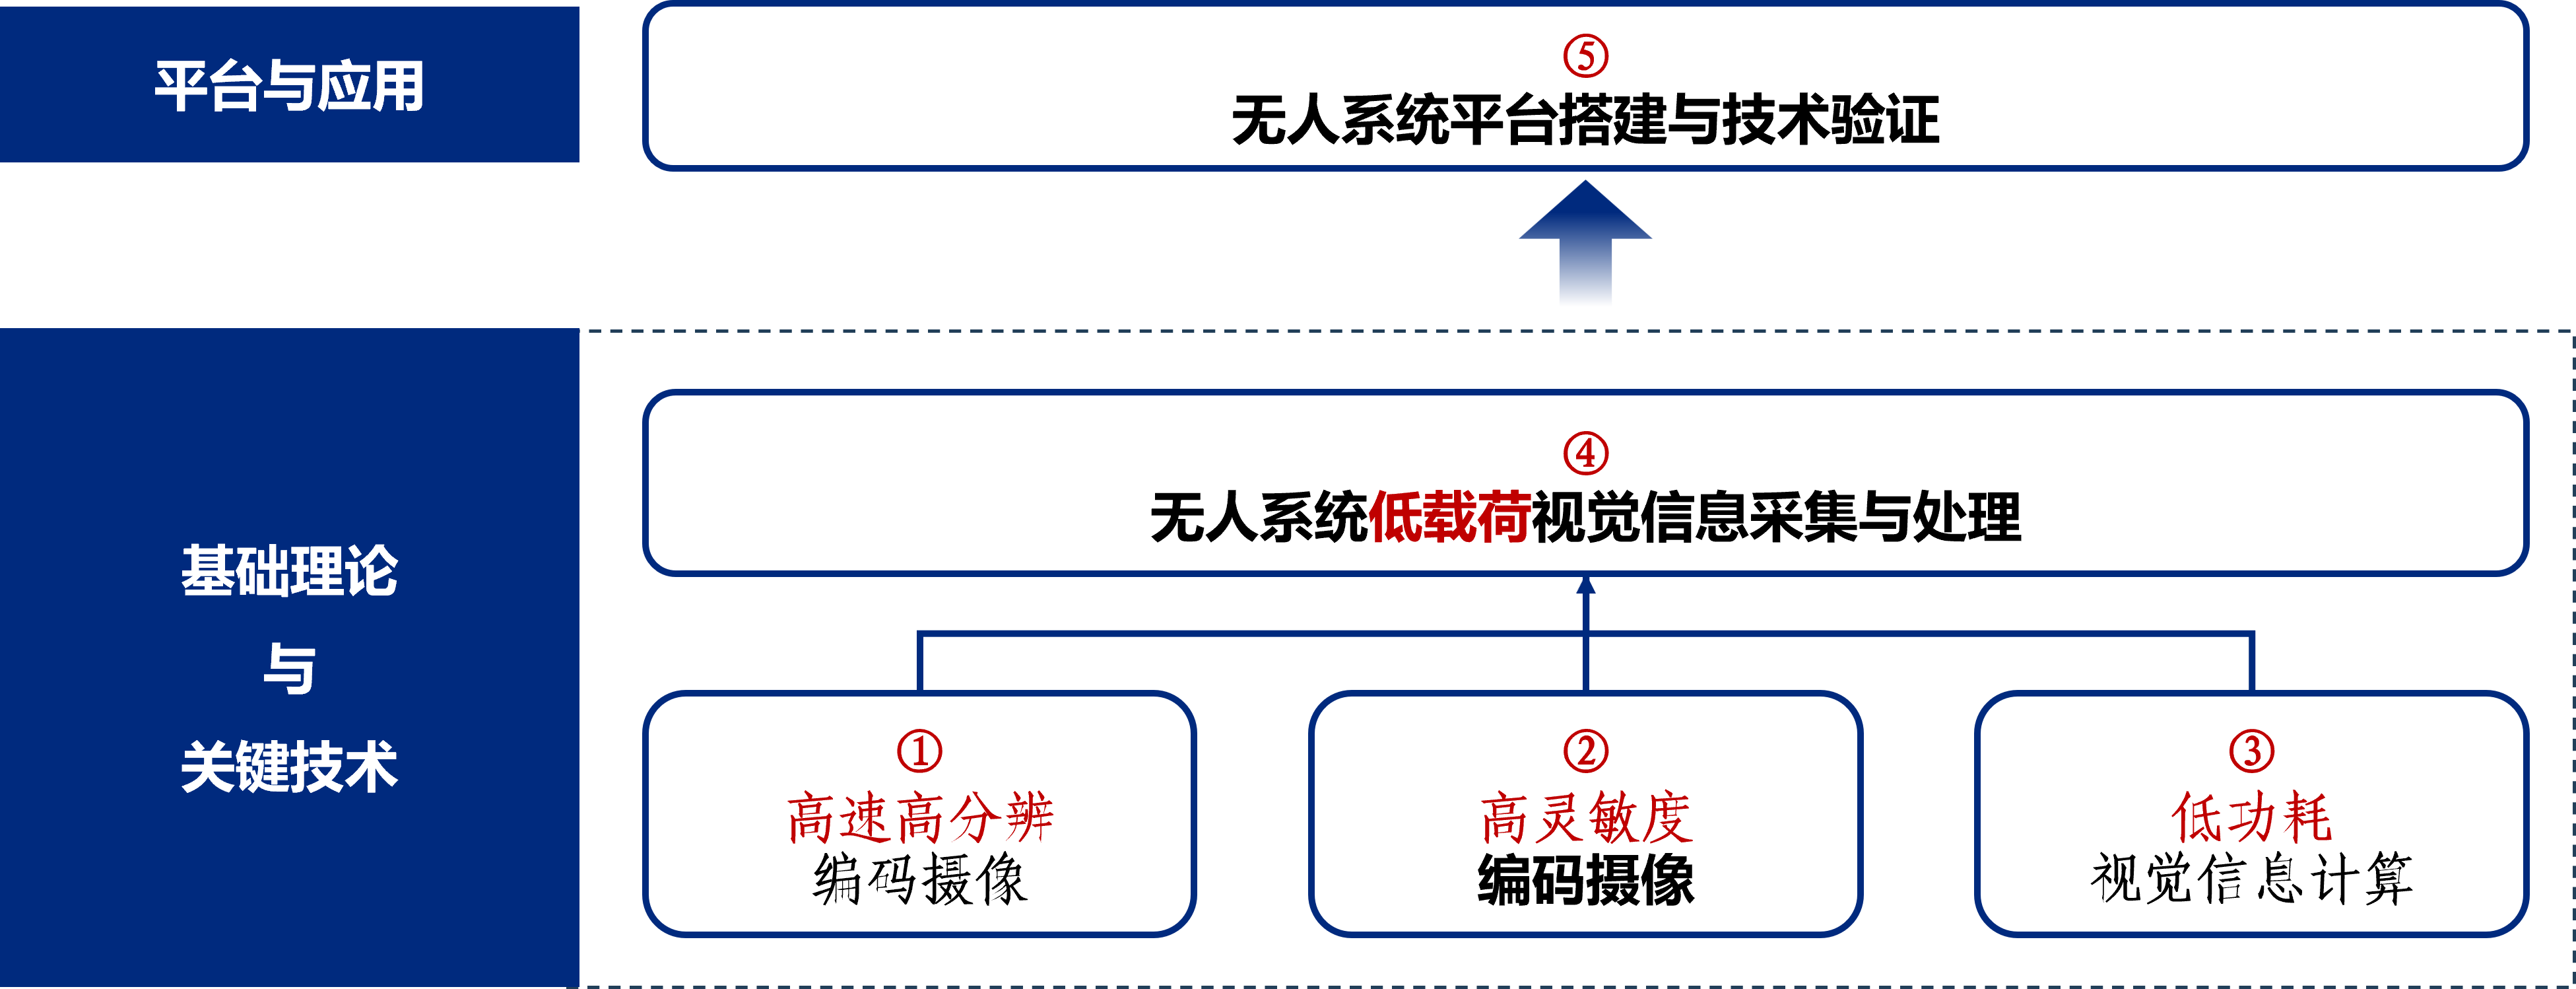 平台与应用
⑤
无人系统平台搭建与技术验证
基础理论
与
关键技术
④
无人系统低载荷视觉信息采集与处理
①
高速高分辨
编码摄像
②
高灵敏度
编码摄像
③
低功耗
视觉信息计算